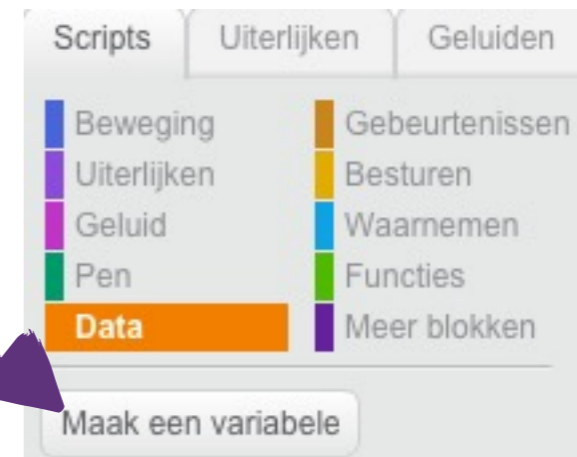 Scripts Uiterlijken Geluiden
Beweging Gebeurtenissen
Uiterlijken Besturen
Geluid Waarnemen
Pen Functies
Data Meer blokken
Maak een variabele